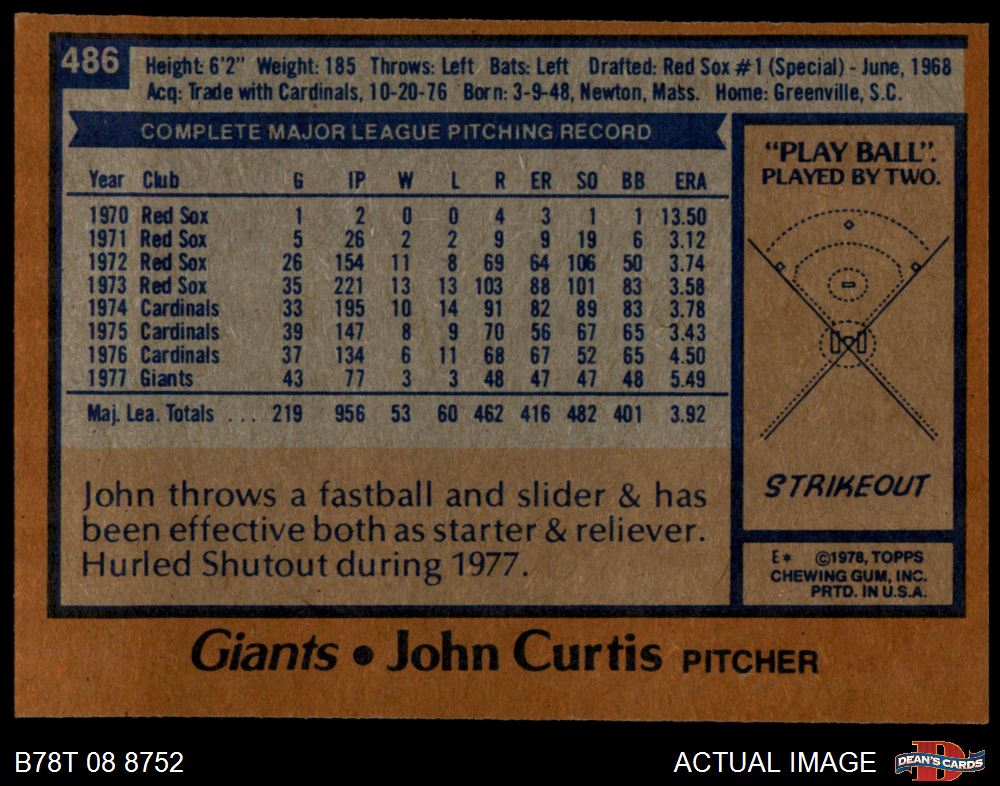 486
Height: 6'2" Weight: 185 Throws: Left Bats: Left Drafted: Red Sox #1 (Special) - June, 1968
Acq: Trade with Cardinals, 10-20-76 Born: 3-9-48, Newton, Mass. Home: Greenville, S.C.
COMPLETE MAJOR LEAGUE PITCHING RECORD
Year Club G IP W L R ER SO BB ERA
1970 Red Sox 1 2 0 0 4 3 1 1 13.50
1971 Red Sox 5 26 2 2 9 9 19 6 3.12
1972 Red Sox 26 154 11 8 69 64 106 50 3.74
1973 Red Sox 35 221 13 13 103 88 101 83 3.58
1974 Cardinals 33 195 10 14 91 82 89 83 3.78
1975 Cardinals 39 147 8 9 70 56 67 65 3.43
1976 Cardinals 37 134 6 11 68 67 52 65 4.50
1977 Giants 43 77 3 3 48 47 47 48 5.49
Maj. Lea. Totals .... 219 956 53 60 462 416 482 401 3.92
John throws a fastball and slider & has
been effective both as starter & reliever.
Hurled Shutout during 1977.
"PLAY BALL".
PLAYED BY TWO.
STRIKEOUT
E* ©1978, TOPPS
CHEWING GUM, INC.
PRTD. IN U.S.A.
Giants • John Curtis PITCHER
B78T 08 8752
ACTUAL IMAGE
D
DEAN'S CARDS